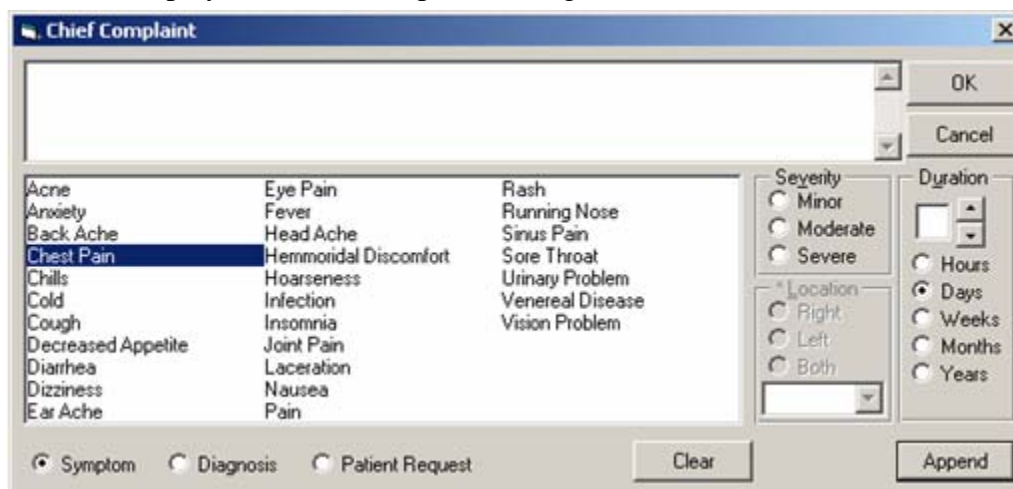 Chief Complaint
OK
Cancel
Acne
Anxiety
Back Ache
Chest Pain
Chills
Cold
Cough
Decreased Appetite
Diarrhea
Dizziness
Ear Ache
Eye Pain
Fever
Head Ache
Hemmoridal Discomfort
Hoarseness
Infection
Insomnia
Joint Pain
Laceration
Nausea
Pain
Rash
Running Nose
Sinus Pain
Sore Throat
Urinary Problem
Venereal Disease
Vision Problem
Severity
Minor
Moderate
Severe
* Location
Right
Left
Both
Duration
Hours
Days
Weeks
Months
Years
Symptom Diagnosis Patient Request Clear Append